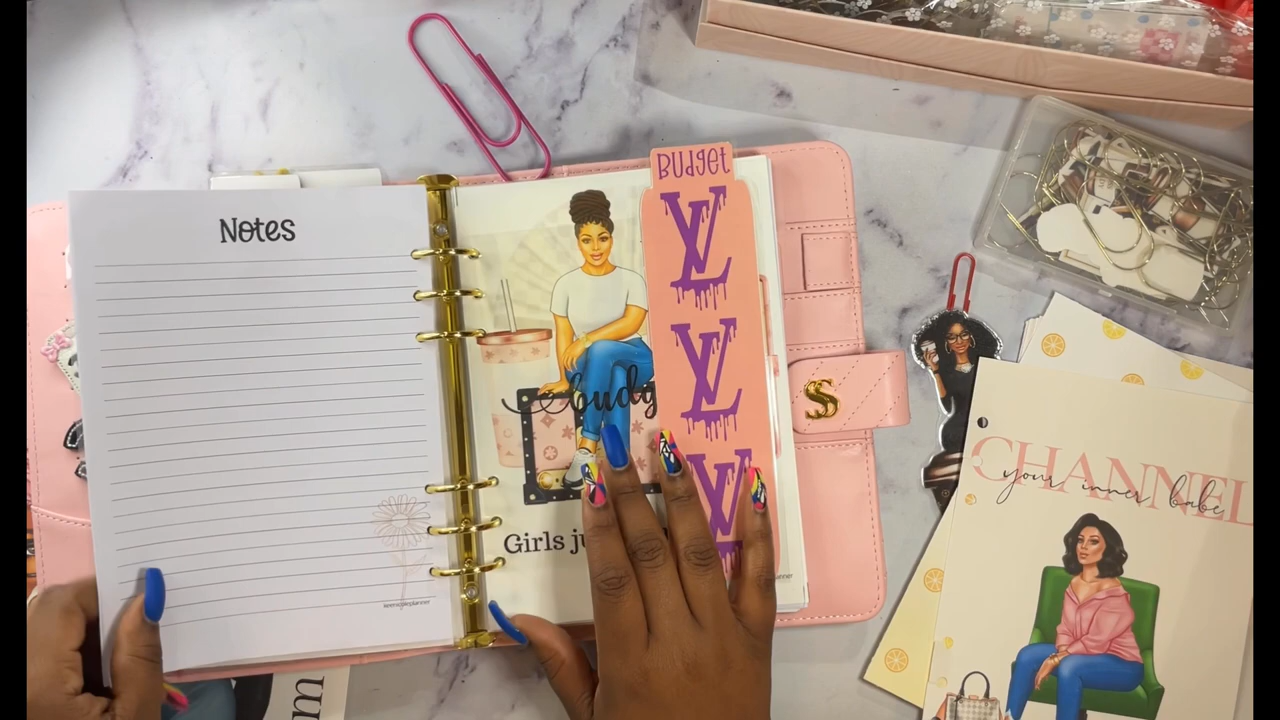 Notes
Budget
budg
Girls ju
CHANNEL
your inner babe
S
m